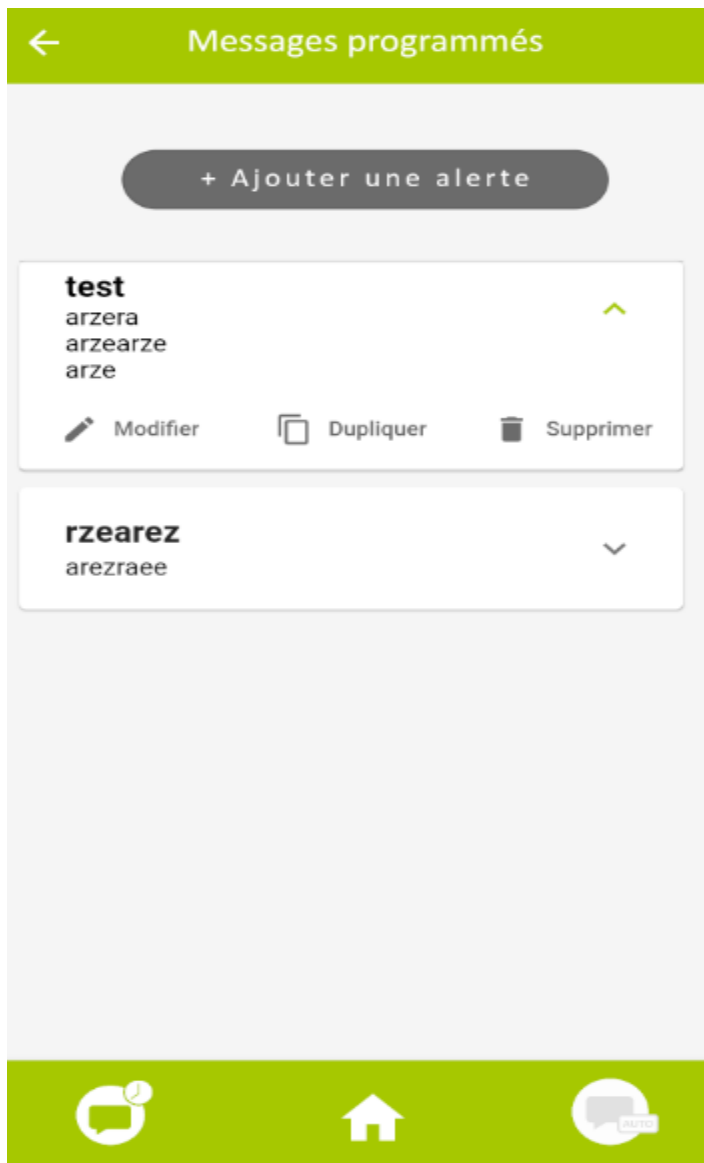 Messages programmés
+ Ajouter une alerte
test
arzera
arzearze
arze
Modifier Dupliquer Supprimer
rzearez
arezraee
AUTO